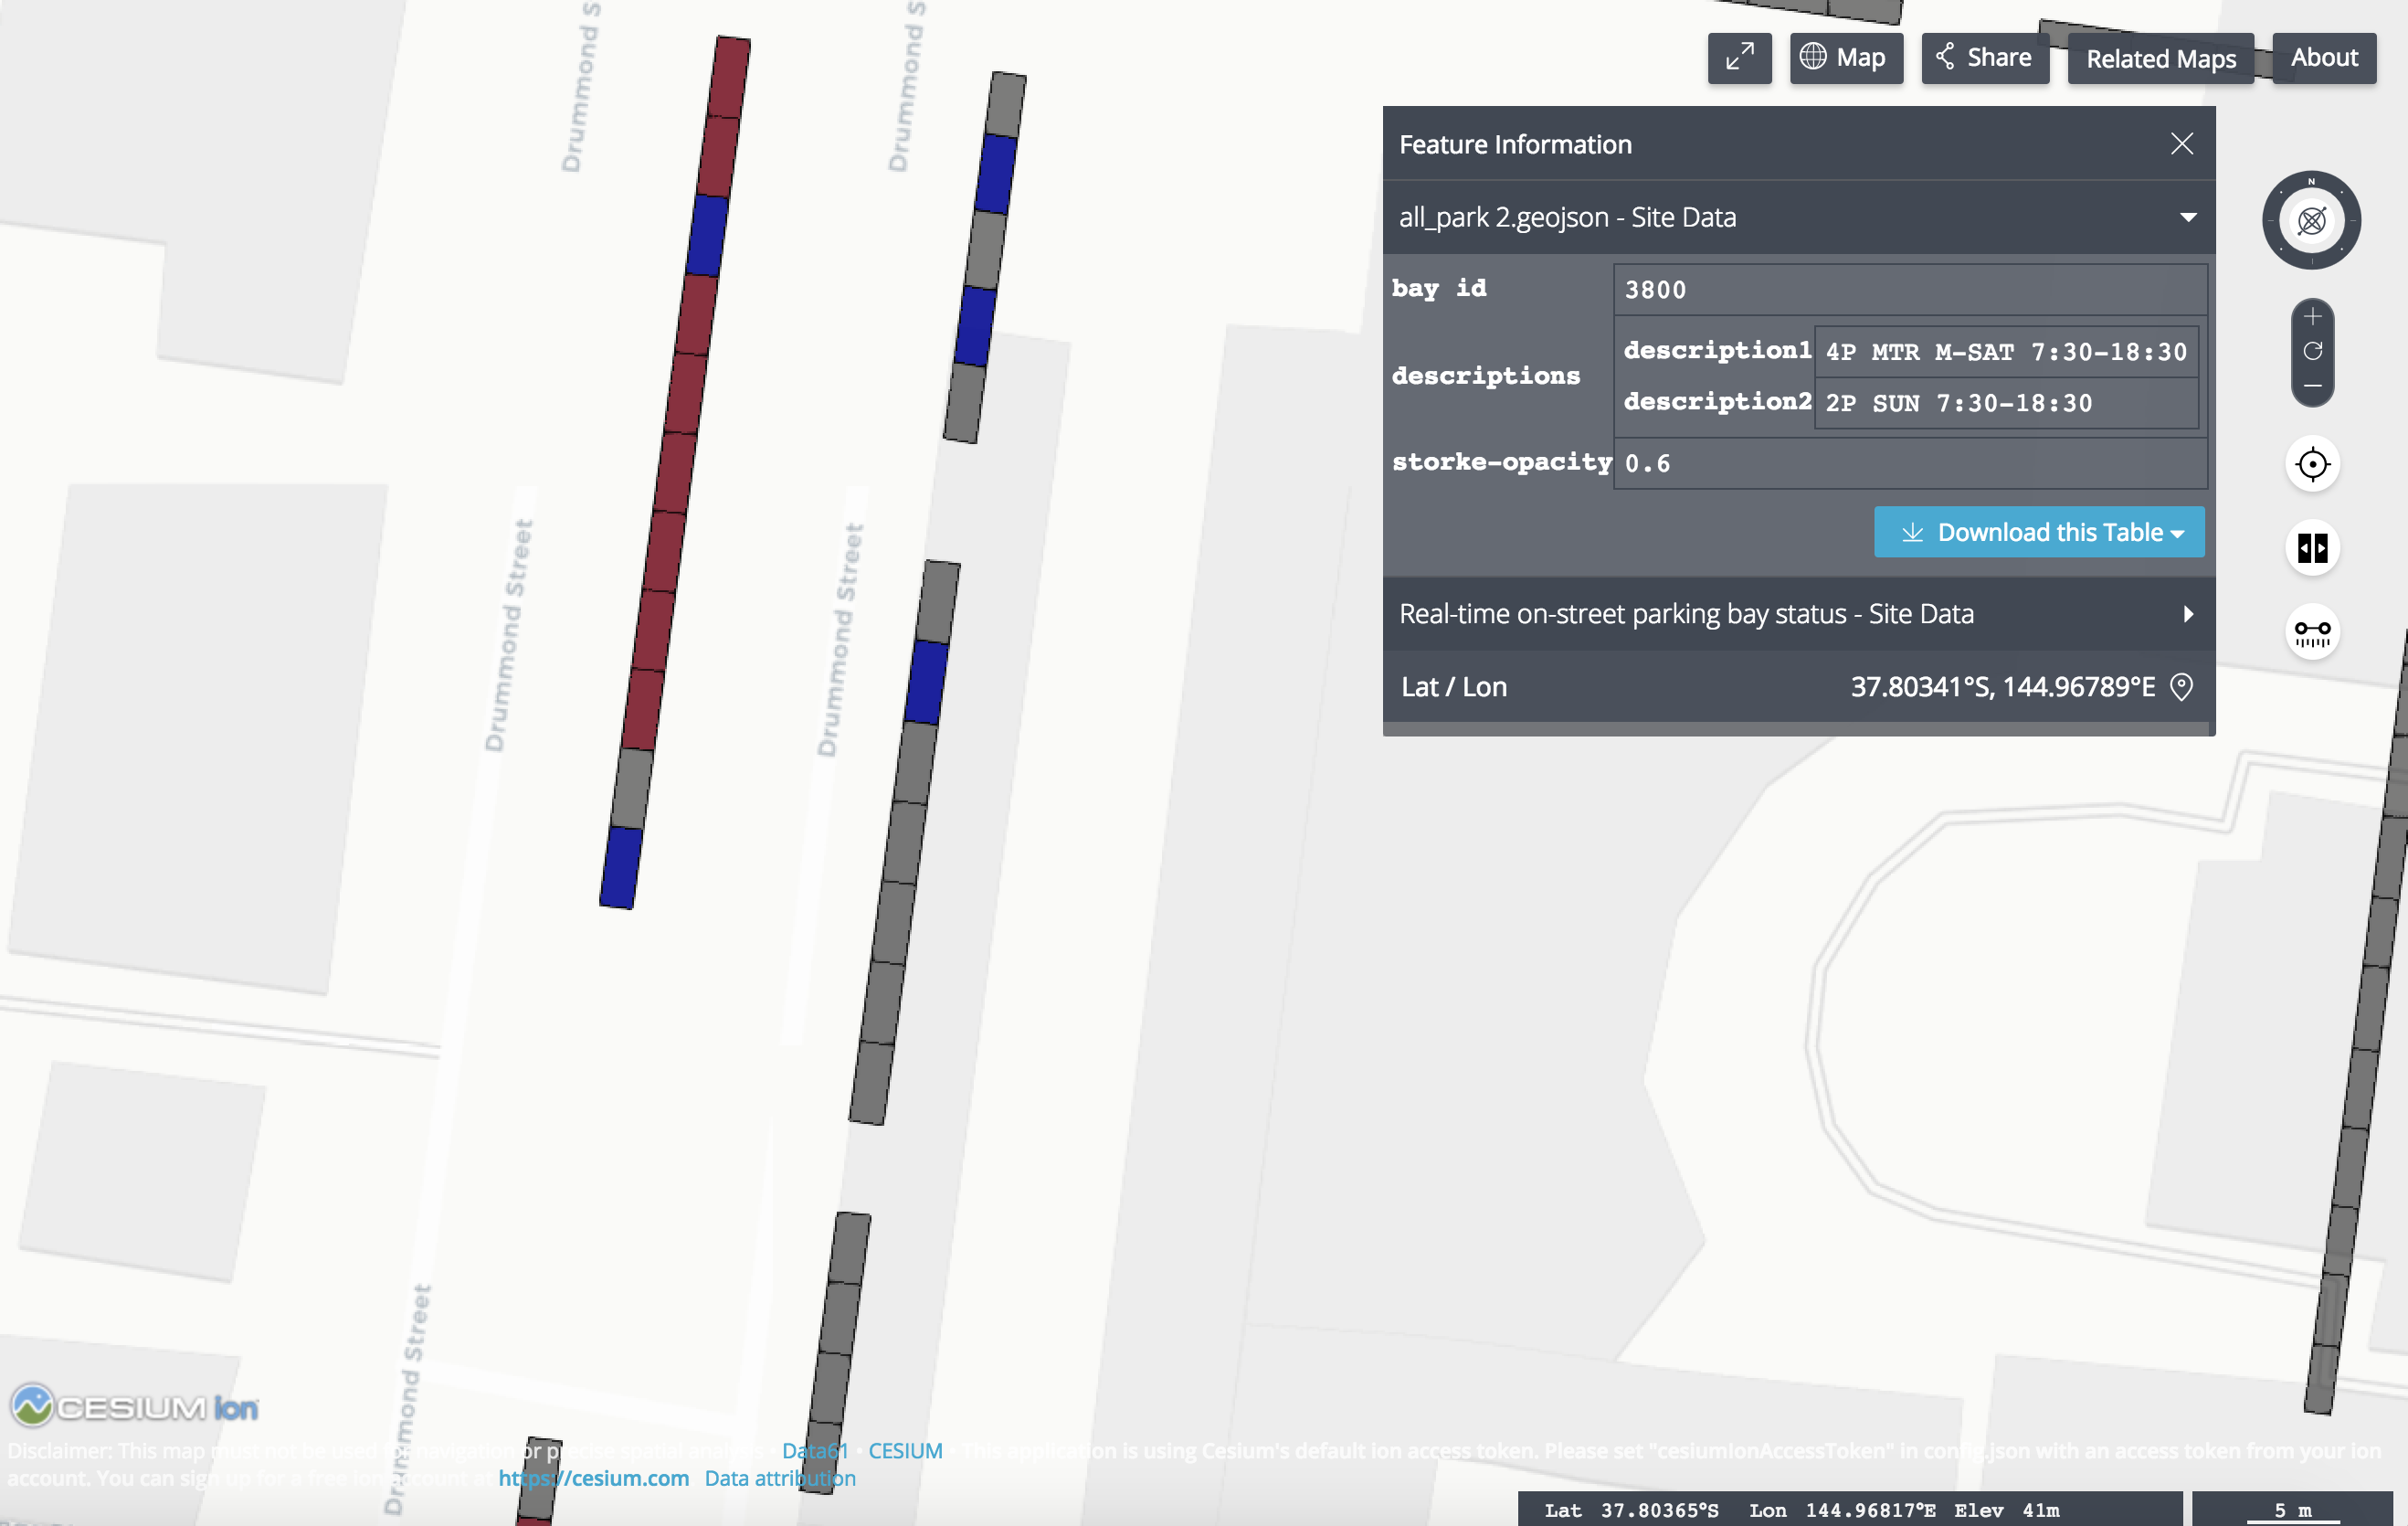 Drummond S
Drummond S
Map
Share
Related Maps
About
Feature Information
N
all_park 2.geojson - Site Data
bay id
3800
descriptions
description1
4P MTR M-SAT 7:30-18:30
description2
2P SUN 7:30-18:30
storke-opacity
0.6
Download this Table
Real-time on-street parking bay status - Site Data
Lat / Lon
37.80341°S, 144.96789°E
Drummond Street
Drummond Street
Drummond Street
CESIUM ion
Disclaimer: This map must not be used for navigation or precise spatial analysis · Data61 · CESIUM · This application is using Cesium's default ion access token. Please set "cesiumIonAccessToken" in config.json with an access token from your ion
account. You can sign up for a free ion account at https://cesium.com Data attribution
Lat 37.80365°S Lon 144.96817°E Elev 41m
5 m